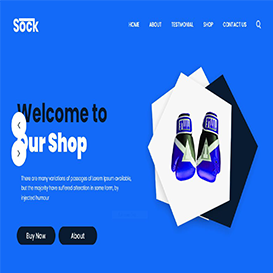 Sock
HOME ABOUT TESTIMONIAL SHOP CONTACT US
Welcome to
Our Shop
There are many variations of passages of Lorem Ipsum available,
but the majority have suffered alteration in some form, by
injected humour
Buy Now About